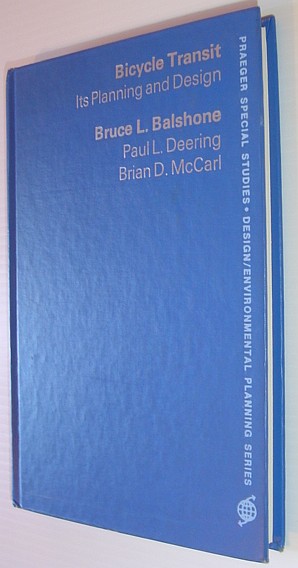 Bicycle Transit
Its Planning and Design
Bruce L. Balshone
Paul L. Deering
Brian D. McCarl
PRAEGER SPECIAL STUDIES • DESIGN/ENVIRONMENTAL PLANNING SERIES